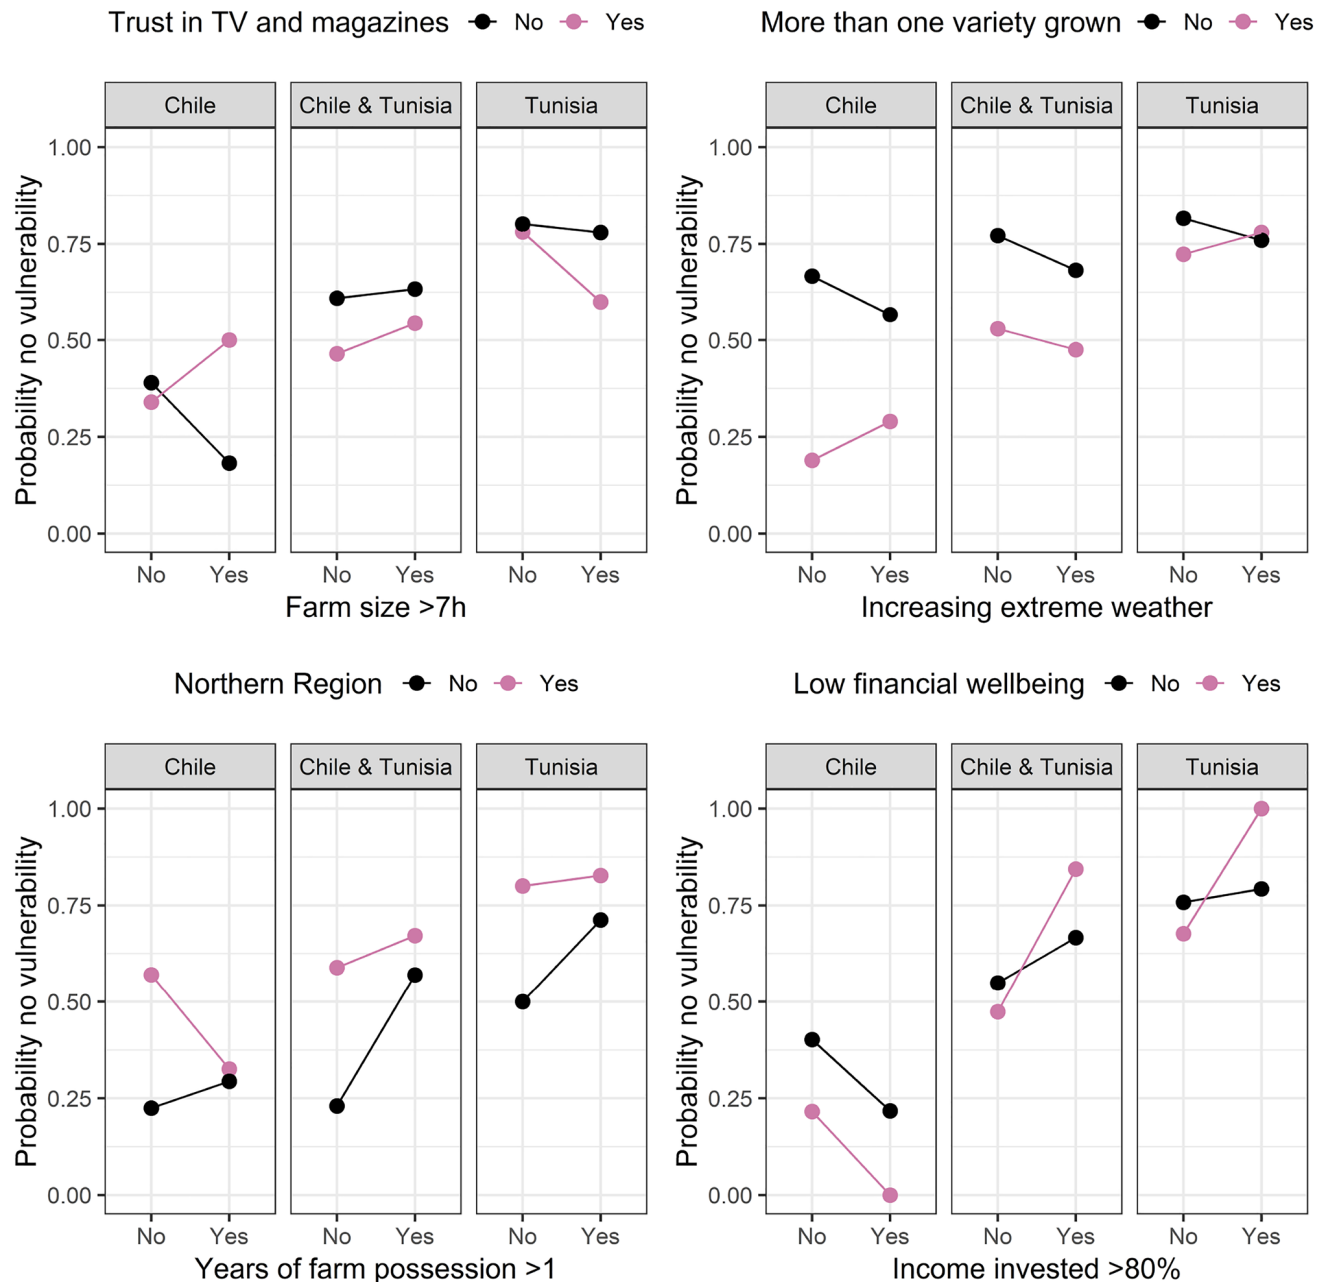 Trust in TV and magazines No Yes
Chile Chile & Tunisia Tunisia
Probability no vulnerability
1.00
0.75
0.50
0.25
0.00
No Yes No Yes No Yes
Farm size >7h
More than one variety grown No Yes
Chile Chile & Tunisia Tunisia
Probability no vulnerability
1.00
0.75
0.50
0.25
0.00
No Yes No Yes No Yes
Increasing extreme weather
Northern Region No Yes
Chile Chile & Tunisia Tunisia
Probability no vulnerability
1.00
0.75
0.50
0.25
0.00
No Yes No Yes No Yes
Years of farm possession >1
Low financial wellbeing No Yes
Chile Chile & Tunisia Tunisia
Probability no vulnerability
1.00
0.75
0.50
0.25
0.00
No Yes No Yes No Yes
Income invested >80%